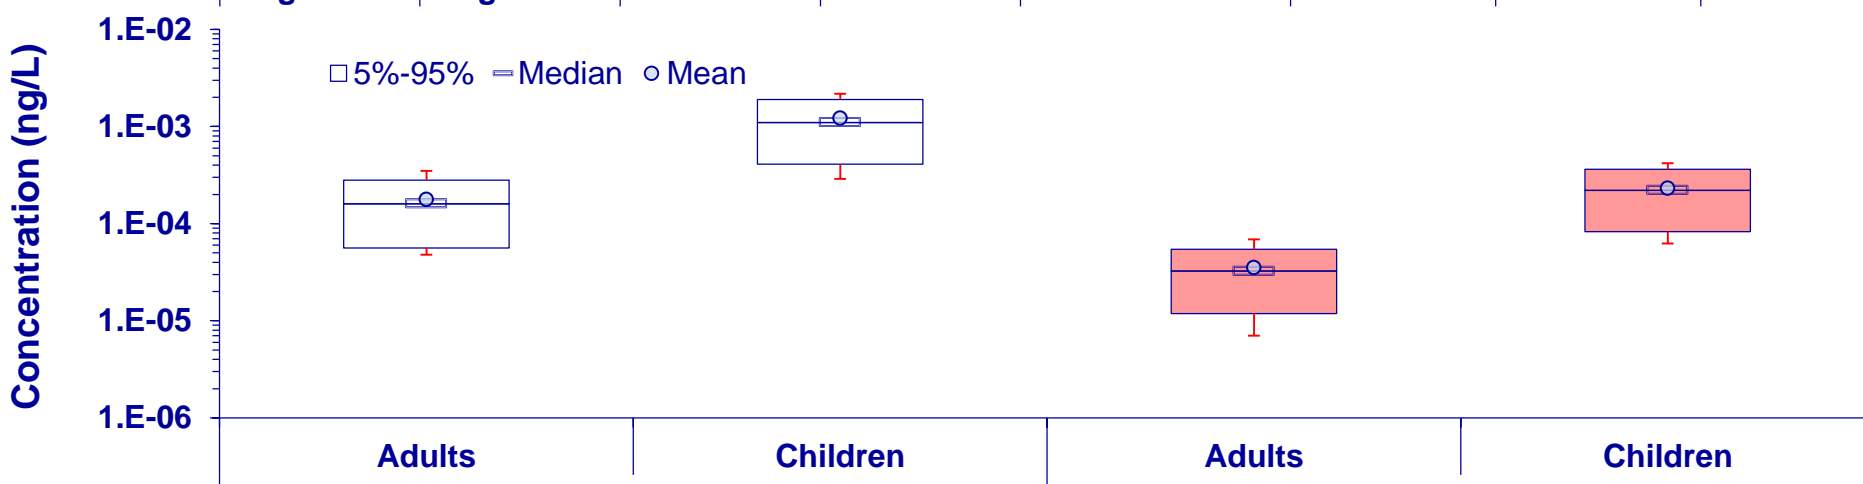 1.E-02
5%-95% Median Mean
1.E-03
1.E-04
1.E-05
1.E-06
Concentration (ng/L)
Adults Children Adults Children